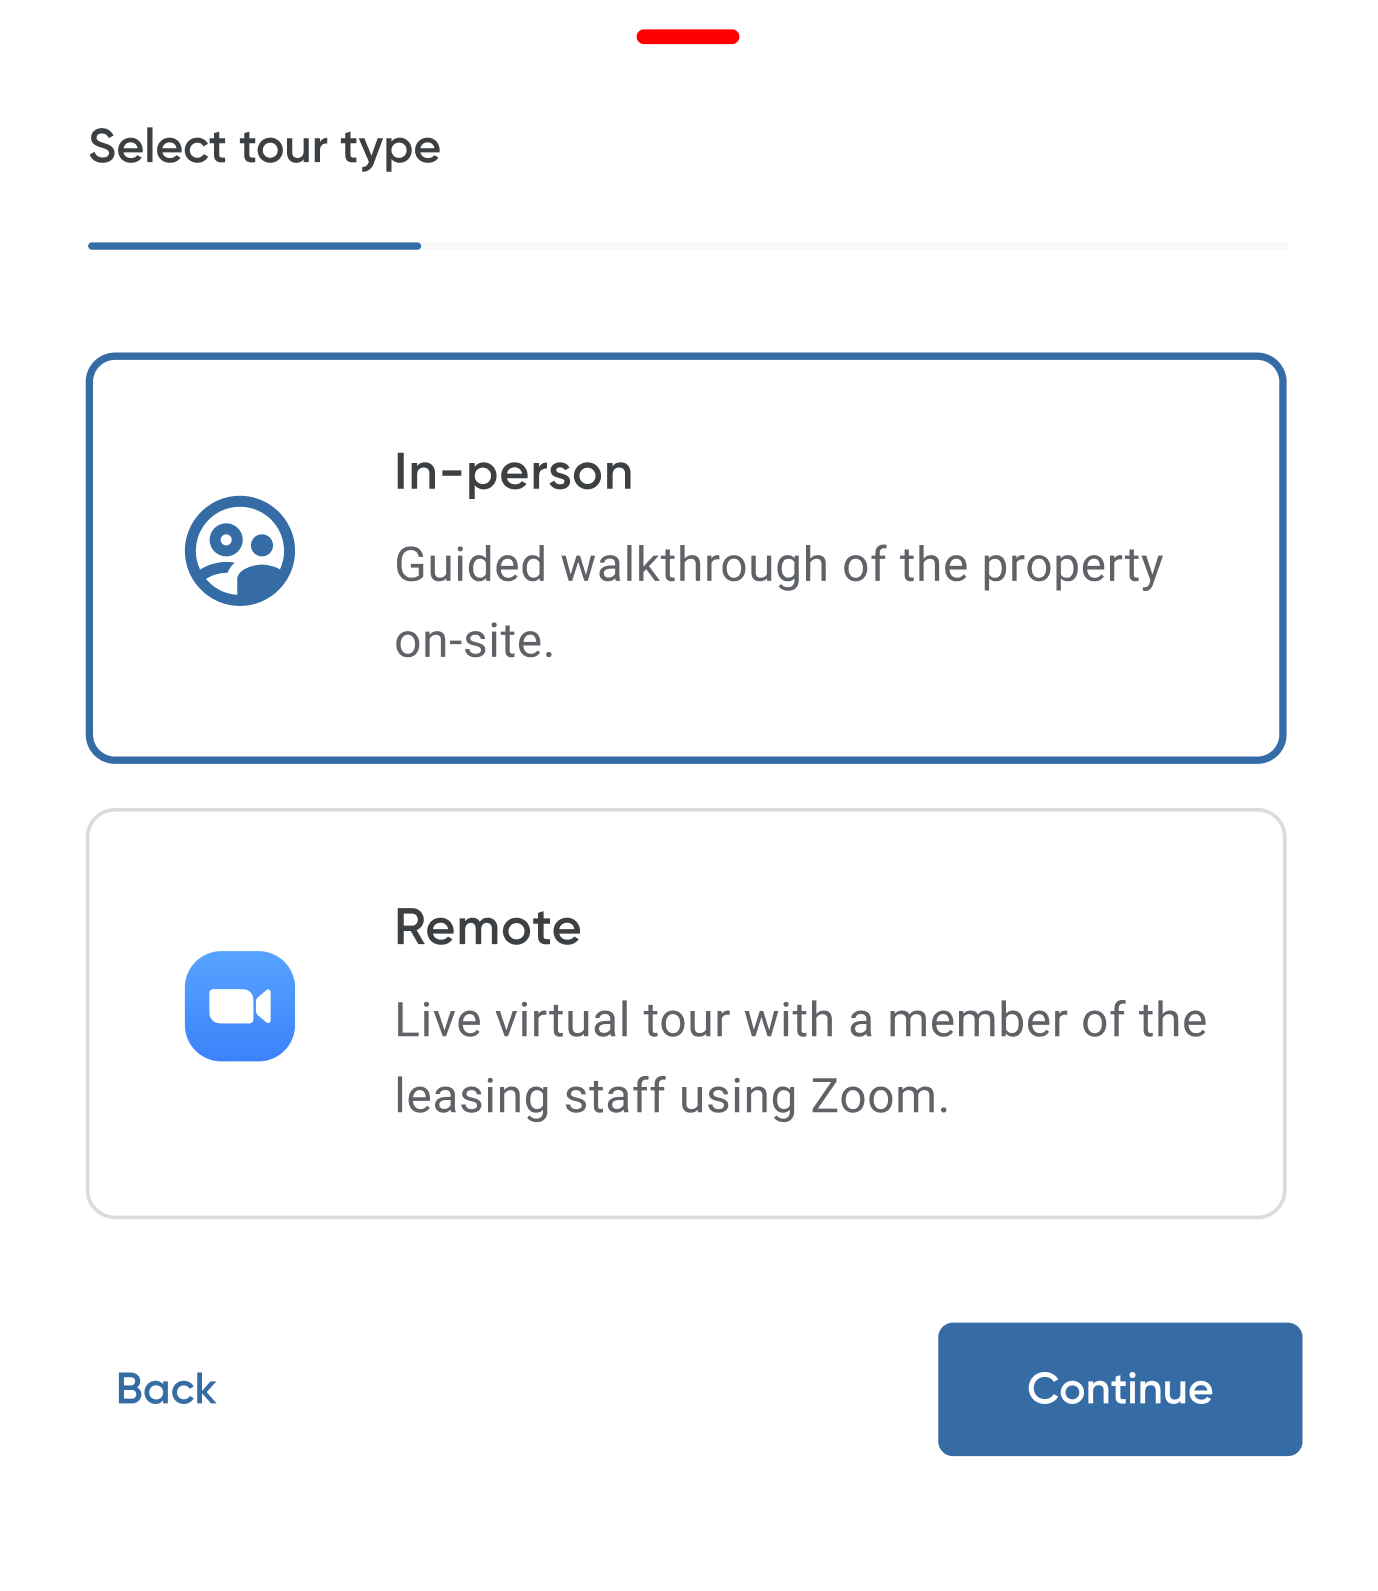 Select tour type
In-person
Guided walkthrough of the property
on-site.
Remote
Live virtual tour with a member of the
leasing staff using Zoom.
Back
Continue